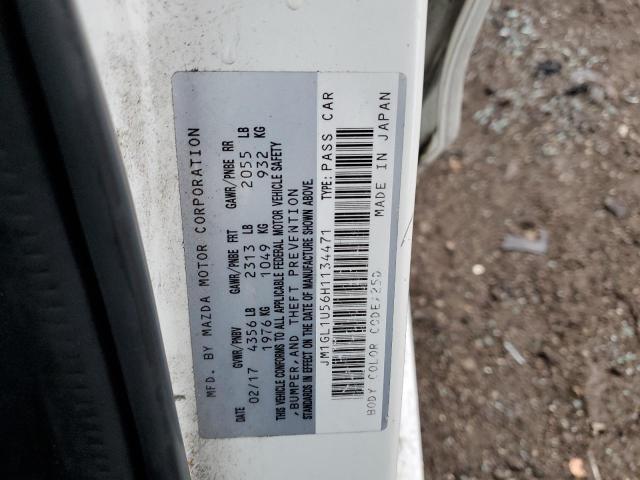 MFD. BY MAZDA MOTOR CORPORATION
DATE GVWR/PNBV GAWR/PNBE FRT GAWR/PNBE RR
02/17 4356 LB 2313 LB 2055 LB
1976 KG 1049 KG 932 KG
THIS VEHICLE CONFORMS TO ALL APPLICABLE FEDERAL MOTOR VEHICLE SAFETY
, BUMPER, AND THEFT PREVENTION
STANDARDS IN EFFECT ON THE DATE OF MANUFACTURE SHOWN ABOVE.
JM1GL1U56H1134471 TYPE: PASS CAR
BODY COLOR CODE: 25D MADE IN JAPAN